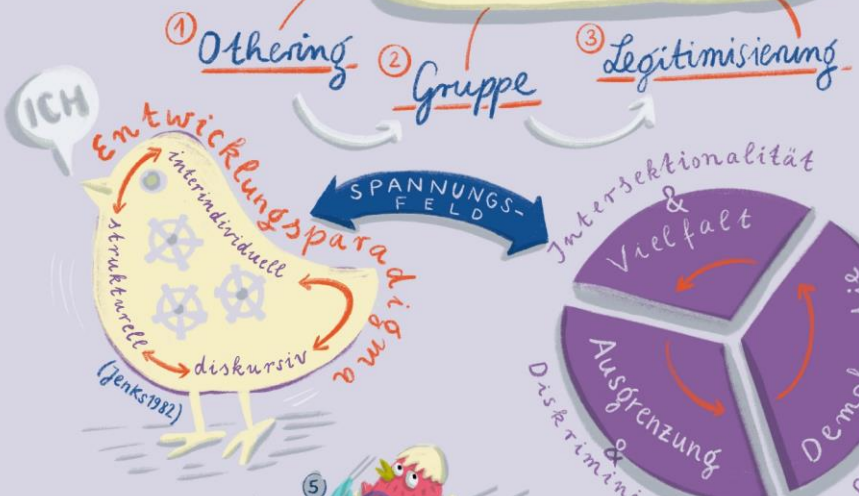 ① Othering
② Gruppe
③ Legitimisierung
ICH
Entwicklungsparadigma
interindividuell
strukturell
diskursiv
(Jenks 1982)
SPANNUNGS-
FELD
Intersektionalität
&
Vielfalt
Ausgrenzung
&
⑤